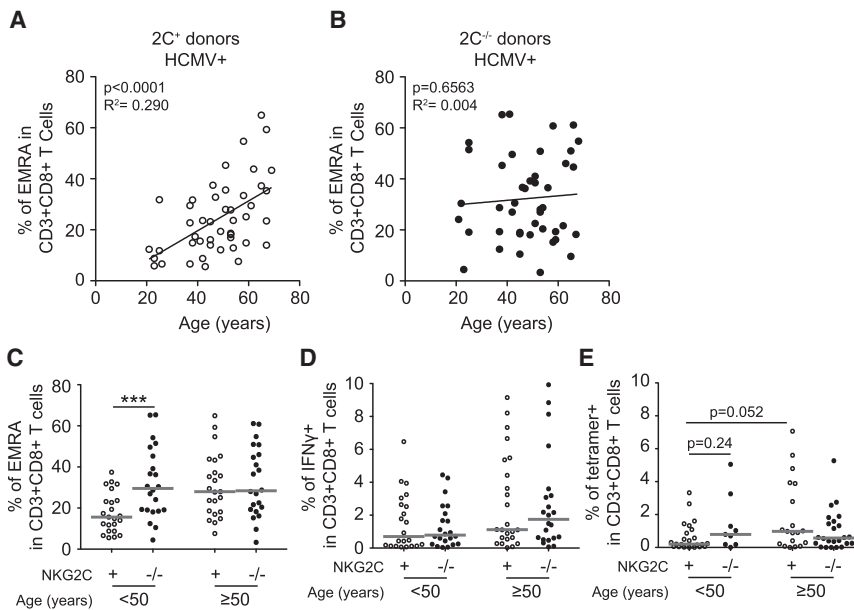 A
2C+ donors
HCMV+
p<0.0001
R2= 0.290
% of EMRA in
CD3+CD8+ T Cells
80
60
40
20
0
0 20 40 60 80
Age (years)
B
2C-/- donors
HCMV+
p=0.6563
R2= 0.004
% of EMRA in
CD3+CD8+ T Cells
80
60
40
20
0
0 20 40 60 80
Age (years)
C
% of EMRA
in CD3+CD8+ T cells
80
60
40
20
0
***
NKG2C + -/- + -/-
Age (years) <50 ≥50
D
% of IFNγ+
in CD3+CD8+ T cells
10
8
6
4
2
0
NKG2C + -/- + -/-
Age (years) <50 ≥50
E
% of tetramer+
in CD3+CD8+ T cells
10
8
6
4
2
0
p=0.052
p=0.24
NKG2C + -/- + -/-
Age (years) <50 ≥50